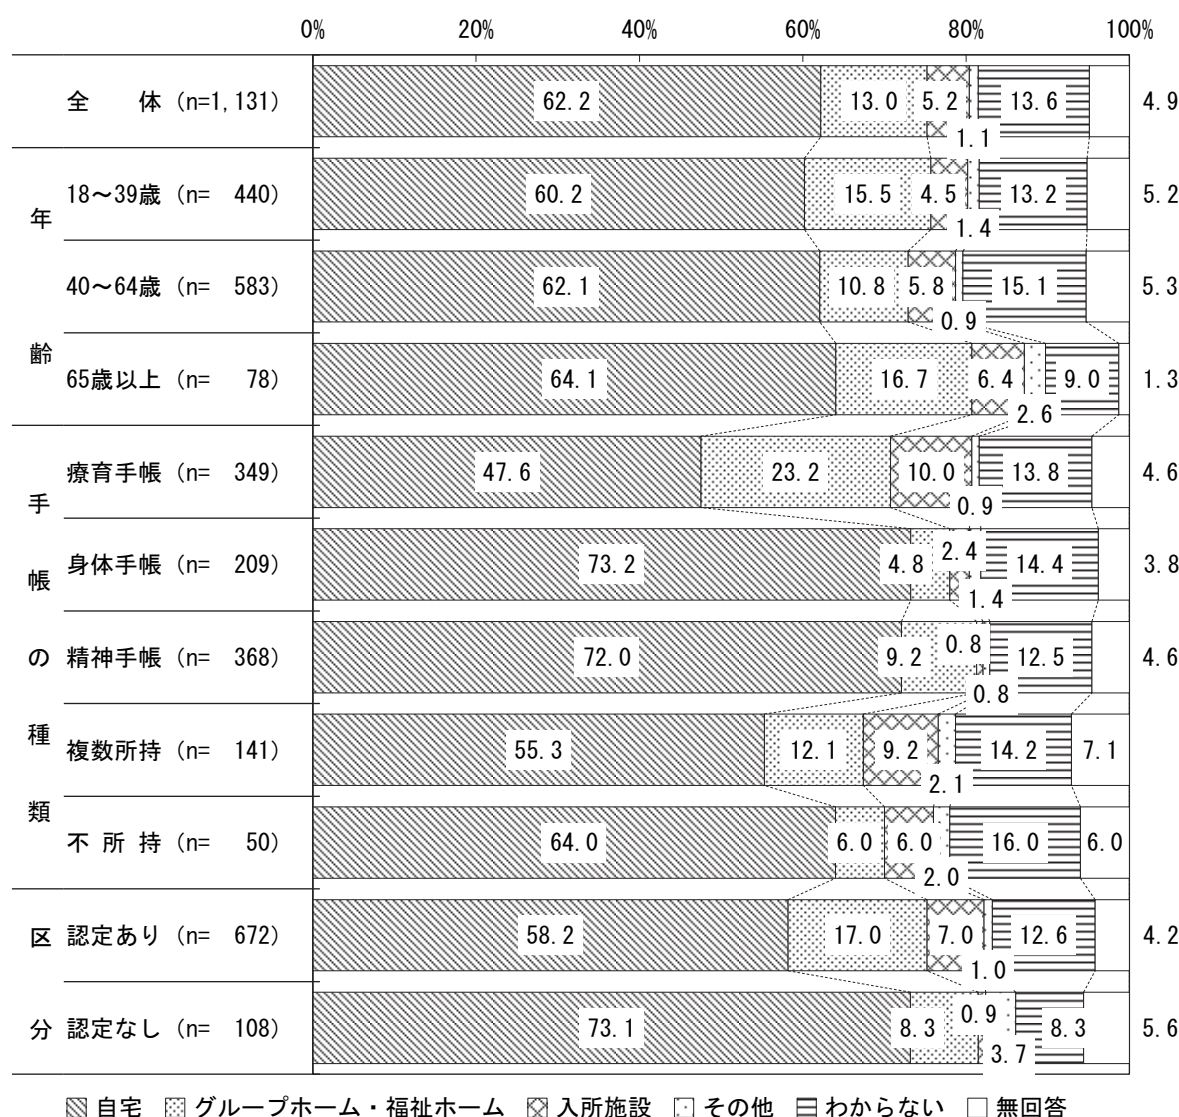 0% 20% 40% 60% 80% 100%
全 体 (n=1,131) 62.2 13.0 5.2 1.1 13.6 4.9
年齢
18～39歳 (n= 440) 60.2 15.5 4.5 1.4 13.2 5.2
40～64歳 (n= 583) 62.1 10.8 5.8 0.9 15.1 5.3
65歳以上 (n= 78) 64.1 16.7 6.4 2.6 9.0 1.3
手帳の種類
療育手帳 (n= 349) 47.6 23.2 10.0 0.9 13.8 4.6
身体手帳 (n= 209) 73.2 4.8 2.4 1.4 14.4 3.8
精神手帳 (n= 368) 72.0 9.2 0.8 0.8 12.5 4.6
複数所持 (n= 141) 55.3 12.1 9.2 2.1 14.2 7.1
不 所 持 (n= 50) 64.0 6.0 6.0 2.0 16.0 6.0
区分
認定あり (n= 672) 58.2 17.0 7.0 1.0 12.6 4.2
認定なし (n= 108) 73.1 8.3 0.9 3.7 8.3 5.6
自宅 グループホーム・福祉ホーム 入所施設 その他 わからない 無回答